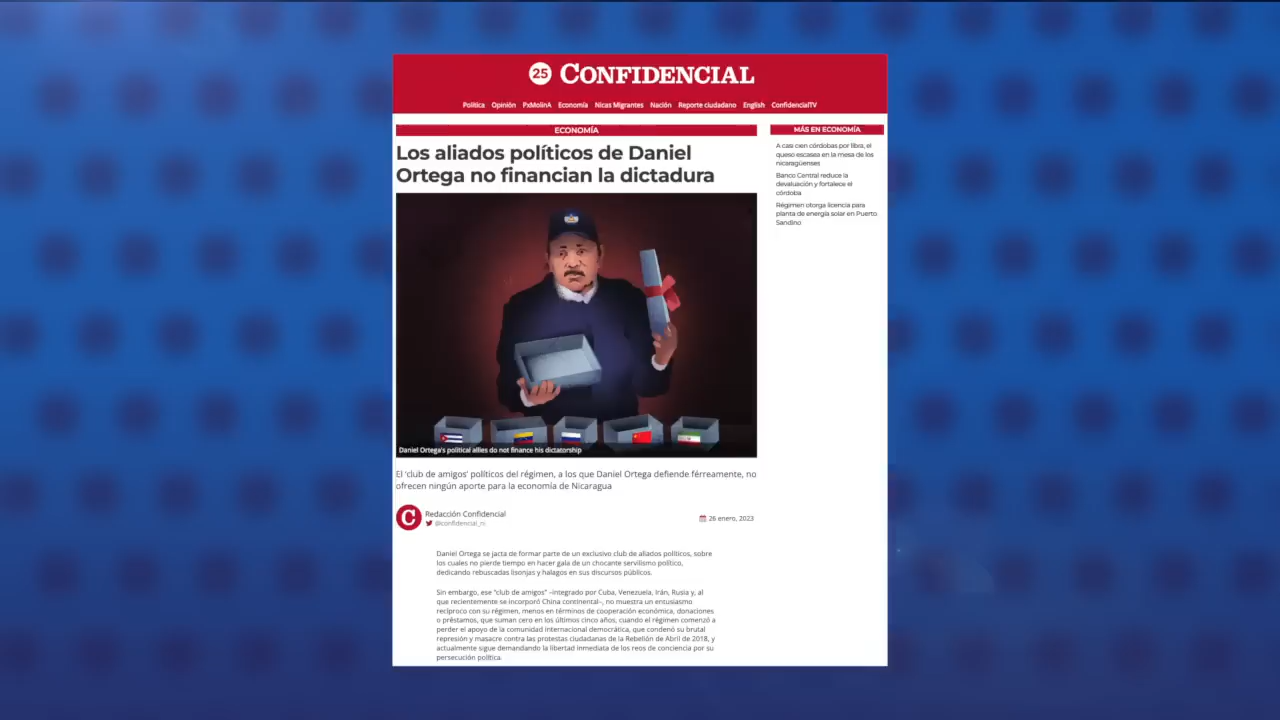 25 CONFIDENCIAL
Política Opinión PxMolinA Economía Nicas Migrantes Nación Reporte ciudadano English ConfidencialTV
ECONOMÍA
Los aliados políticos de Daniel
Ortega no financian la dictadura
Daniel Ortega's political allies do not finance his dictatorship
El 'club de amigos' políticos del régimen, a los que Daniel Ortega defiende férreamente, no
ofrecen ningún aporte para la economía de Nicaragua
C
Redacción Confidencial
@confidencial_ni
26 enero, 2023
Daniel Ortega se jacta de formar parte de un exclusivo club de aliados políticos, sobre
los cuales no pierde tiempo en hacer gala de un chocante servilismo político,
dedicando rebuscadas lisonjas y halagos en sus discursos públicos.
Sin embargo, ese "club de amigos" –integrado por Cuba, Venezuela, Irán, Rusia y, al
que recientemente se incorporó China continental–, no muestra un entusiasmo
recíproco con su régimen, menos en términos de cooperación económica, donaciones
o préstamos, que suman cero en los últimos cinco años, cuando el régimen comenzó a
perder el apoyo de la comunidad internacional democrática, que condenó su brutal
represión y masacre contra las protestas ciudadanas de la Rebelión de Abril de 2018, y
actualmente sigue demandando la libertad inmediata de los reos de conciencia por su
persecución política.
MÁS EN ECONOMÍA
A casi cien córdobas por libra, el
queso escasea en la mesa de los
nicaragüenses
Banco Central reduce la
devaluación y fortalece el
córdoba
Régimen otorga licencia para
planta de energía solar en Puerto
Sandino